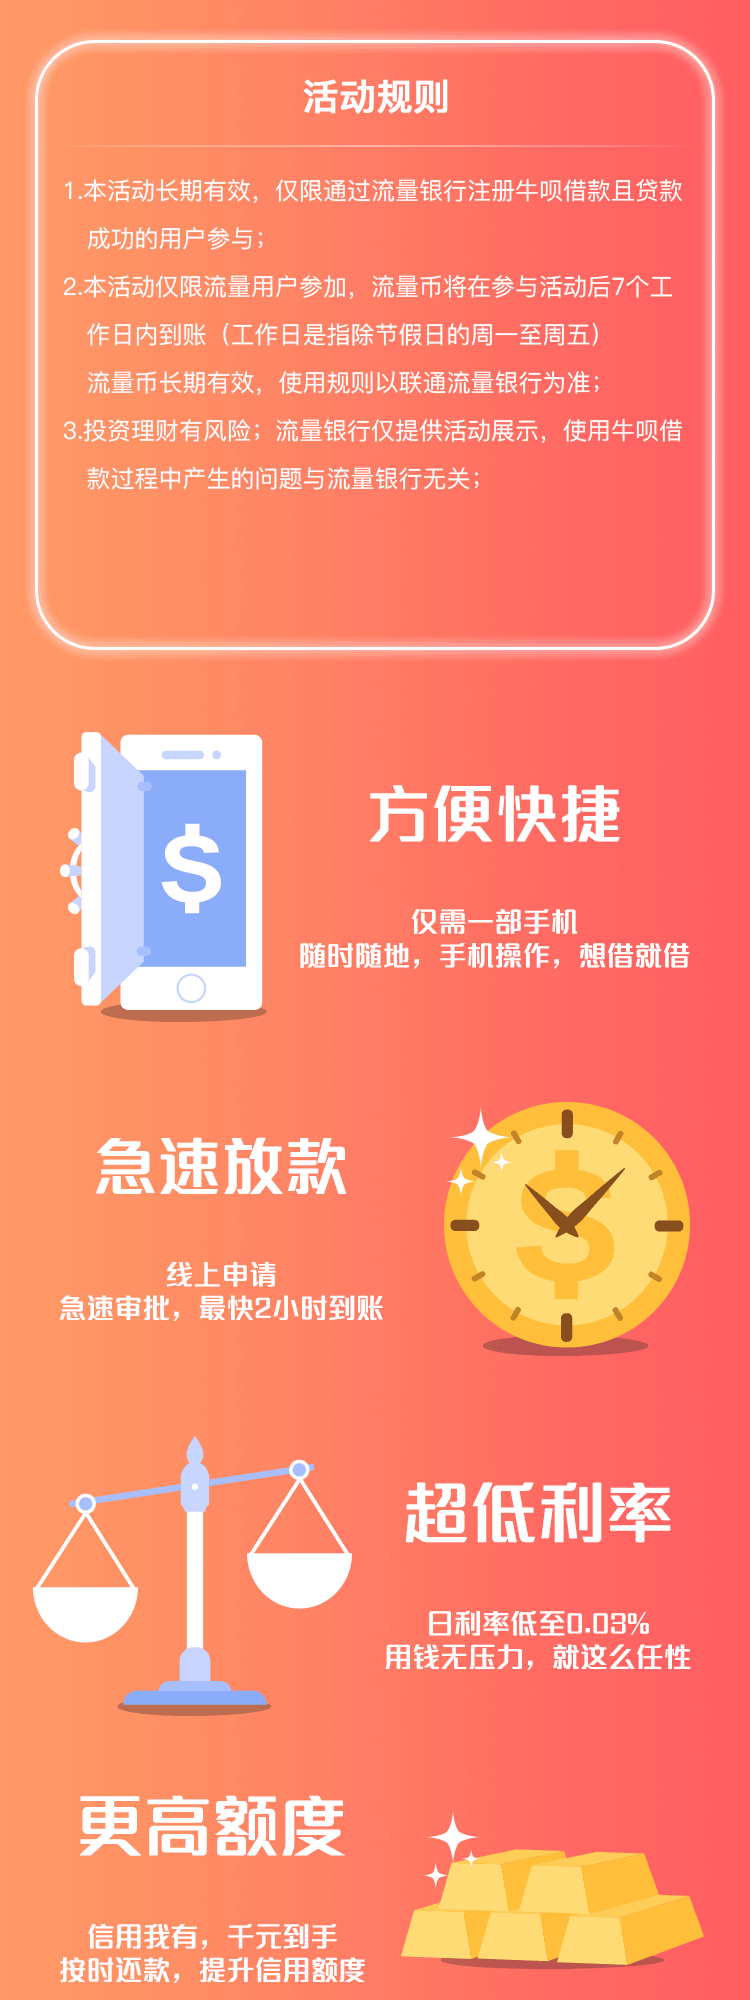 活动规则
1.本活动长期有效，仅限通过流量银行注册牛呗借款且贷款
成功的用户参与；
2.本活动仅限流量用户参加，流量币将在参与活动后7个工
作日内到账（工作日是指除节假日的周一至周五）
流量币长期有效，使用规则以联通流量银行为准；
3.投资理财有风险；流量银行仅提供活动展示，使用牛呗借
款过程中产生的问题与流量银行无关；
$
方便快捷
仅需一部手机
随时随地，手机操作，想借就借
急速放款
线上申请
急速审批，最快2小时到账
$
超低利率
日利率低至0.03%
用钱无压力，就这么任性
更高额度
信用我有，千元到手
按时还款，提升信用额度